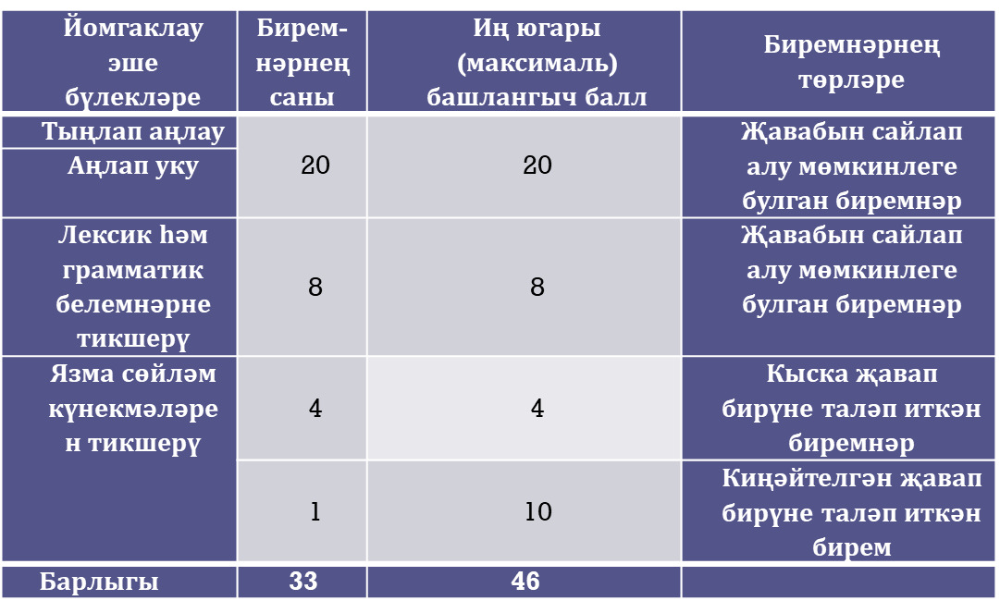 Йомгаклау
эше
бүлекләре
Бирем-
нәрнең
саны
Иң югары
(максималь)
башлангыч балл
Биремнәрнең
төрләре
Тыңлап аңлау
Аңлап уку
20
20
Җавабын сайлап
алу мөмкинлеге
булган биремнәр
Лексик һәм
грамматик
белемнәрне
тикшерү
8
8
Җавабын сайлап
алу мөмкинлеге
булган биремнәр
Язма сөйләм
күнекмәләре
н тикшерү
4
4
Кыска җавап
бирүне таләп иткән
биремнәр
1
10
Киңәйтелгән җавап
бирүне таләп иткән
бирем
Барлыгы
33
46